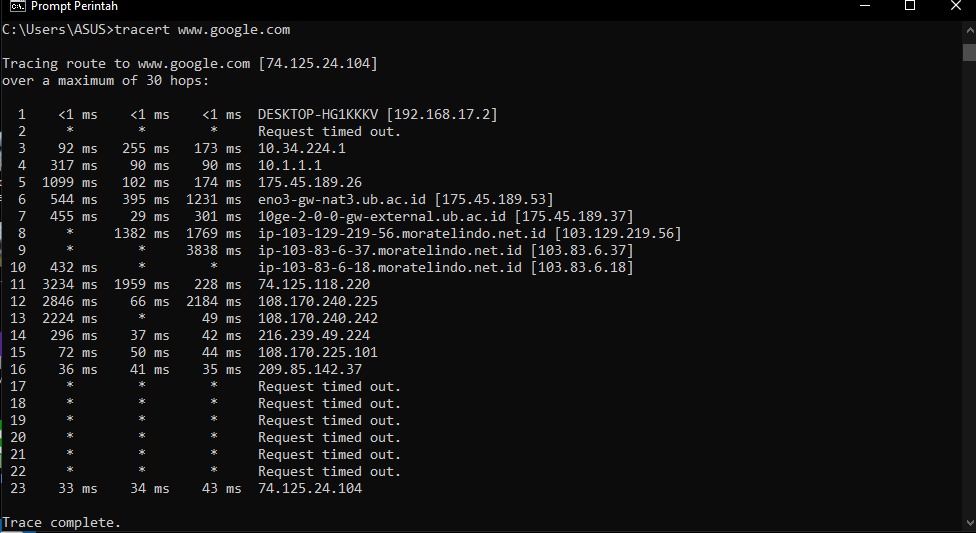 Prompt Perintah
C:\Users\ASUS>tracert www.google.com
Tracing route to www.google.com [74.125.24.104]
over a maximum of 30 hops:
1 <1 ms <1 ms <1 ms DESKTOP-HG1KKKV [192.168.17.2]
2 * * * Request timed out.
3 92 ms 255 ms 173 ms 10.34.224.1
4 317 ms 90 ms 90 ms 10.1.1.1
5 1099 ms 102 ms 174 ms 175.45.189.26
6 544 ms 395 ms 1231 ms eno3-gw-nat3.ub.ac.id [175.45.189.53]
7 455 ms 29 ms 301 ms 10ge-2-0-0-gw-external.ub.ac.id [175.45.189.37]
8 * 1382 ms 1769 ms ip-103-129-219-56.moratelindo.net.id [103.129.219.56]
9 * * 3838 ms ip-103-83-6-37.moratelindo.net.id [103.83.6.37]
10 432 ms * * ip-103-83-6-18.moratelindo.net.id [103.83.6.18]
11 3234 ms 1959 ms 228 ms 74.125.118.220
12 2846 ms 66 ms 2184 ms 108.170.240.225
13 2224 ms * 49 ms 108.170.240.242
14 296 ms 37 ms 42 ms 216.239.49.224
15 72 ms 50 ms 44 ms 108.170.225.101
16 36 ms 41 ms 35 ms 209.85.142.37
17 * * * Request timed out.
18 * * * Request timed out.
19 * * * Request timed out.
20 * * * Request timed out.
21 * * * Request timed out.
22 * * * Request timed out.
23 33 ms 34 ms 43 ms 74.125.24.104
Trace complete.